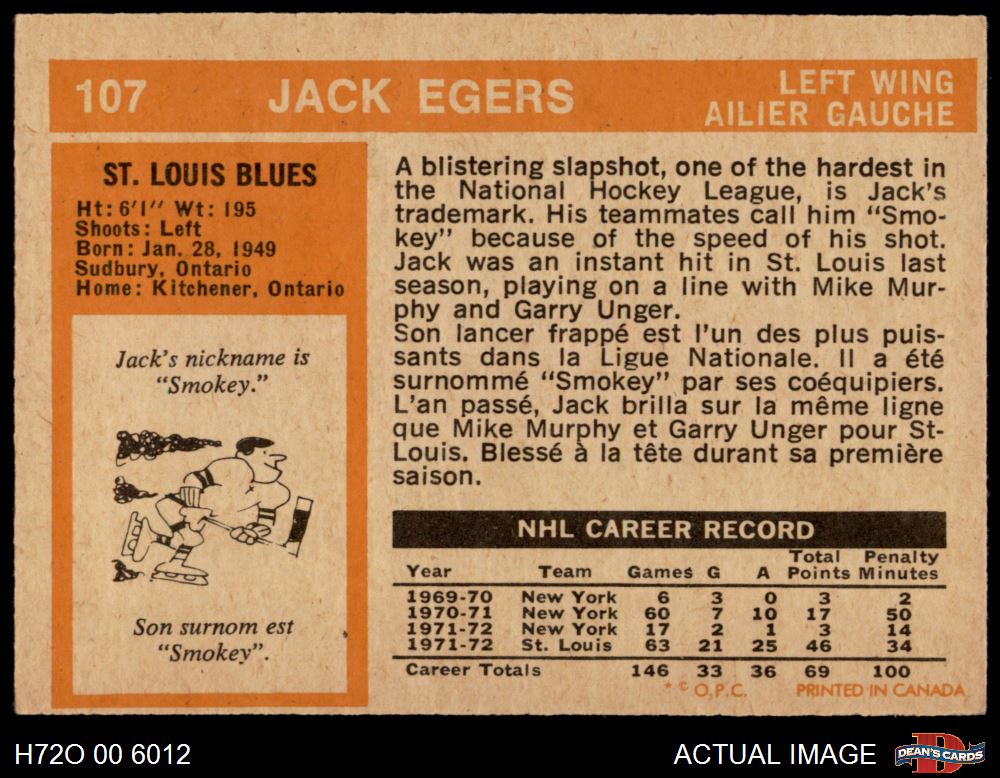 107 JACK EGERS LEFT WING
AILIER GAUCHE
ST. LOUIS BLUES
Ht: 6'1" Wt: 195
Shoots: Left
Born: Jan. 28, 1949
Sudbury, Ontario
Home: Kitchener, Ontario
Jack's nickname is
“Smokey.”
Son surnom est
“Smokey”.
A blistering slapshot, one of the hardest in
the National Hockey League, is Jack's
trademark. His teammates call him “Smo-
key” because of the speed of his shot.
Jack was an instant hit in St. Louis last
season, playing on a line with Mike Mur-
phy and Garry Unger.
Son lancer frappé est l'un des plus puis-
sants dans la Ligue Nationale. Il a été
surnommé “Smokey” par ses coéquipiers.
L'an passé, Jack brilla sur la même ligne
que Mike Murphy et Garry Unger pour St-
Louis. Blessé à la tête durant sa première
saison.
NHL CAREER RECORD
Year Team Games G A Total Points Penalty Minutes
1969-70 New York 6 3 0 3 2
1970-71 New York 60 7 10 17 50
1971-72 New York 17 2 1 3 14
1971-72 St. Louis 63 21 25 46 34
Career Totals 146 33 36 69 100
* © O.P.C. PRINTED IN CANADA
H72O 00 6012 ACTUAL IMAGE DEAN'S CARDS